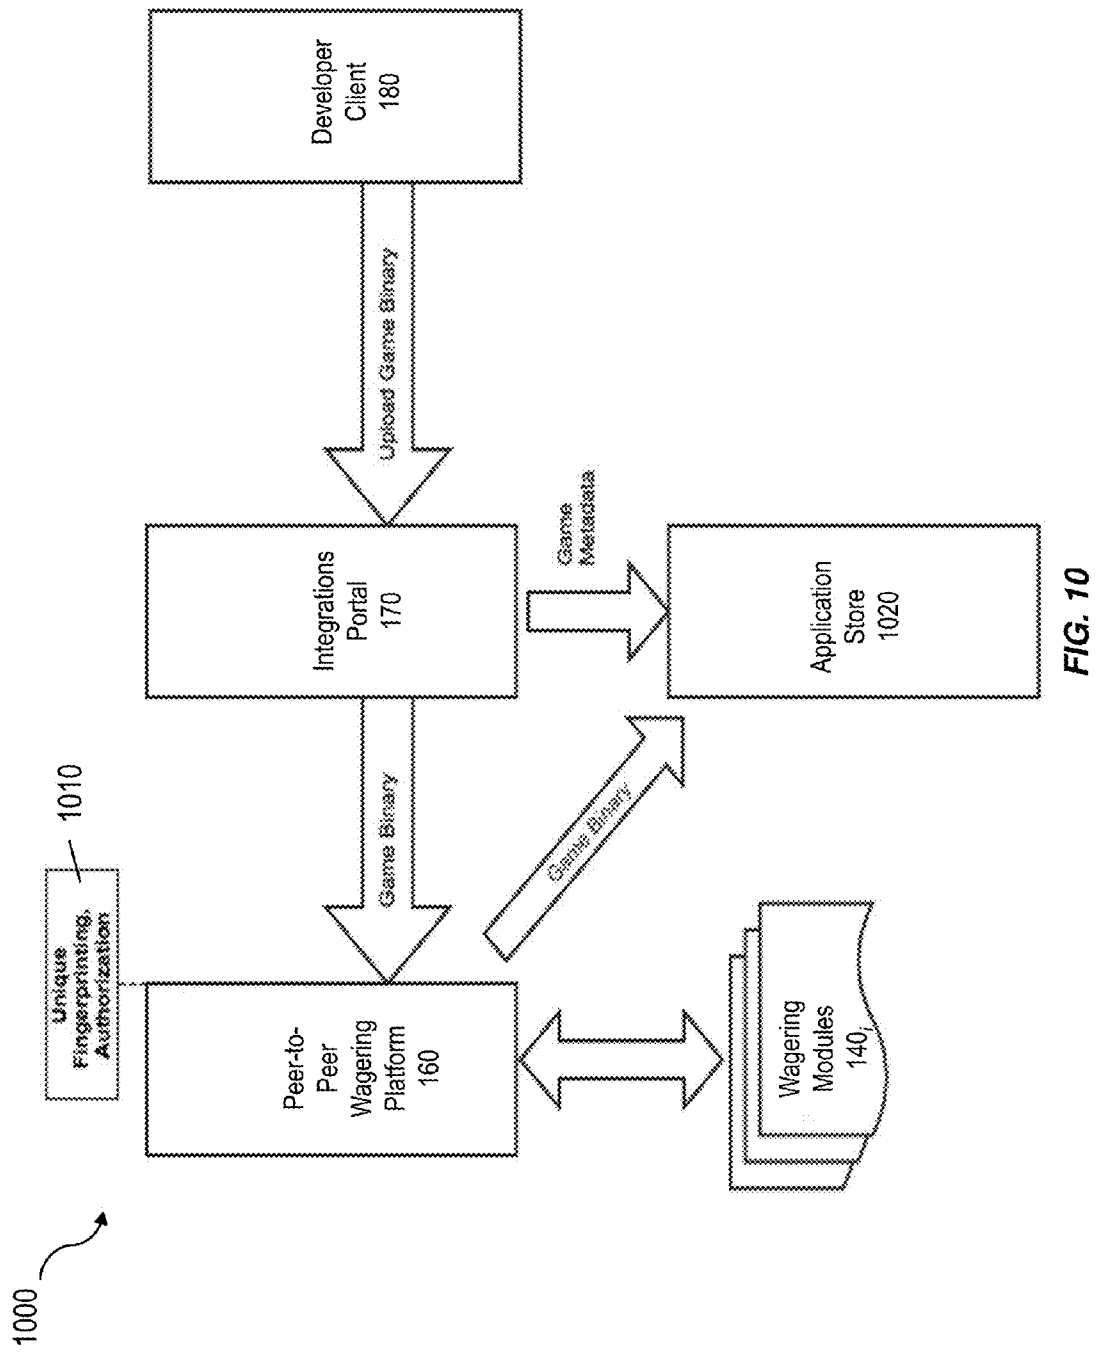 1000
Unique
Fingerprinting,
Authorization
1010
Peer-to-
Peer
Wagering
Platform
160
Game Binary
Integrations
Portal
170
Upload Game Binary
Developer
Client
180
Game Binary
Game
Metadata
Wagering
Modules
140i
Application
Store
1020
FIG. 10